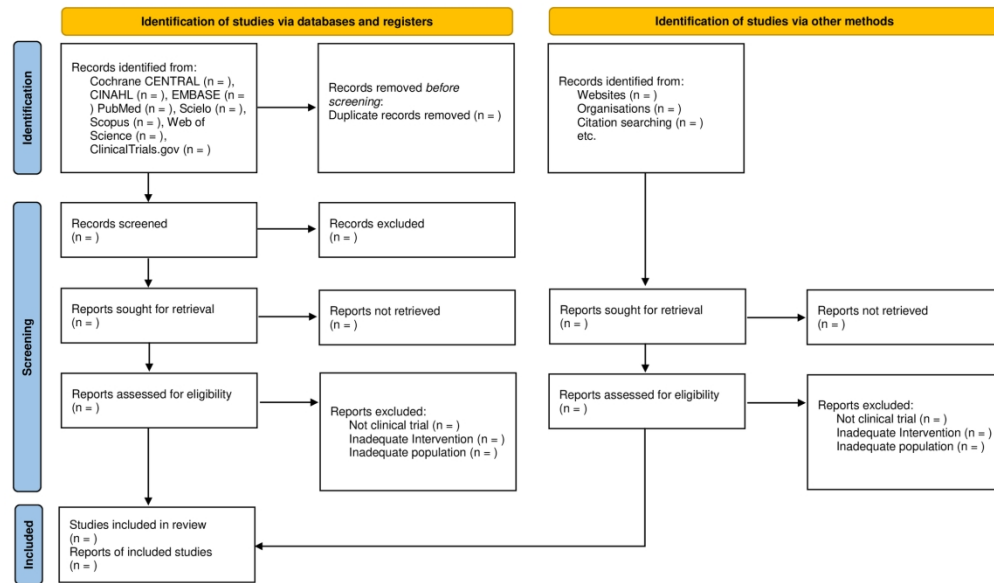 Identification of studies via databases and registers
Identification of studies via other methods
Identification
Records identified from:
Cochrane CENTRAL (n = ),
CINAHL (n = ), EMBASE (n =
) PubMed (n = ), Scielo (n = ),
Scopus (n = ), Web of
Science (n = ),
ClinicalTrials.gov (n = )
Records removed before
screening:
Duplicate records removed (n = )
Records identified from:
Websites (n = )
Organisations (n = )
Citation searching (n = )
etc.
Screening
Records screened
(n = )
Records excluded
(n = )
Reports sought for retrieval
(n = )
Reports not retrieved
(n = )
Reports sought for retrieval
(n = )
Reports not retrieved
(n = )
Reports assessed for eligibility
(n = )
Reports excluded:
Not clinical trial (n = )
Inadequate Intervention (n = )
Inadequate population (n = )
Reports assessed for eligibility
(n = )
Reports excluded:
Not clinical trial (n = )
Inadequate Intervention (n = )
Inadequate population (n = )
Included
Studies included in review
(n = )
Reports of included studies
(n = )